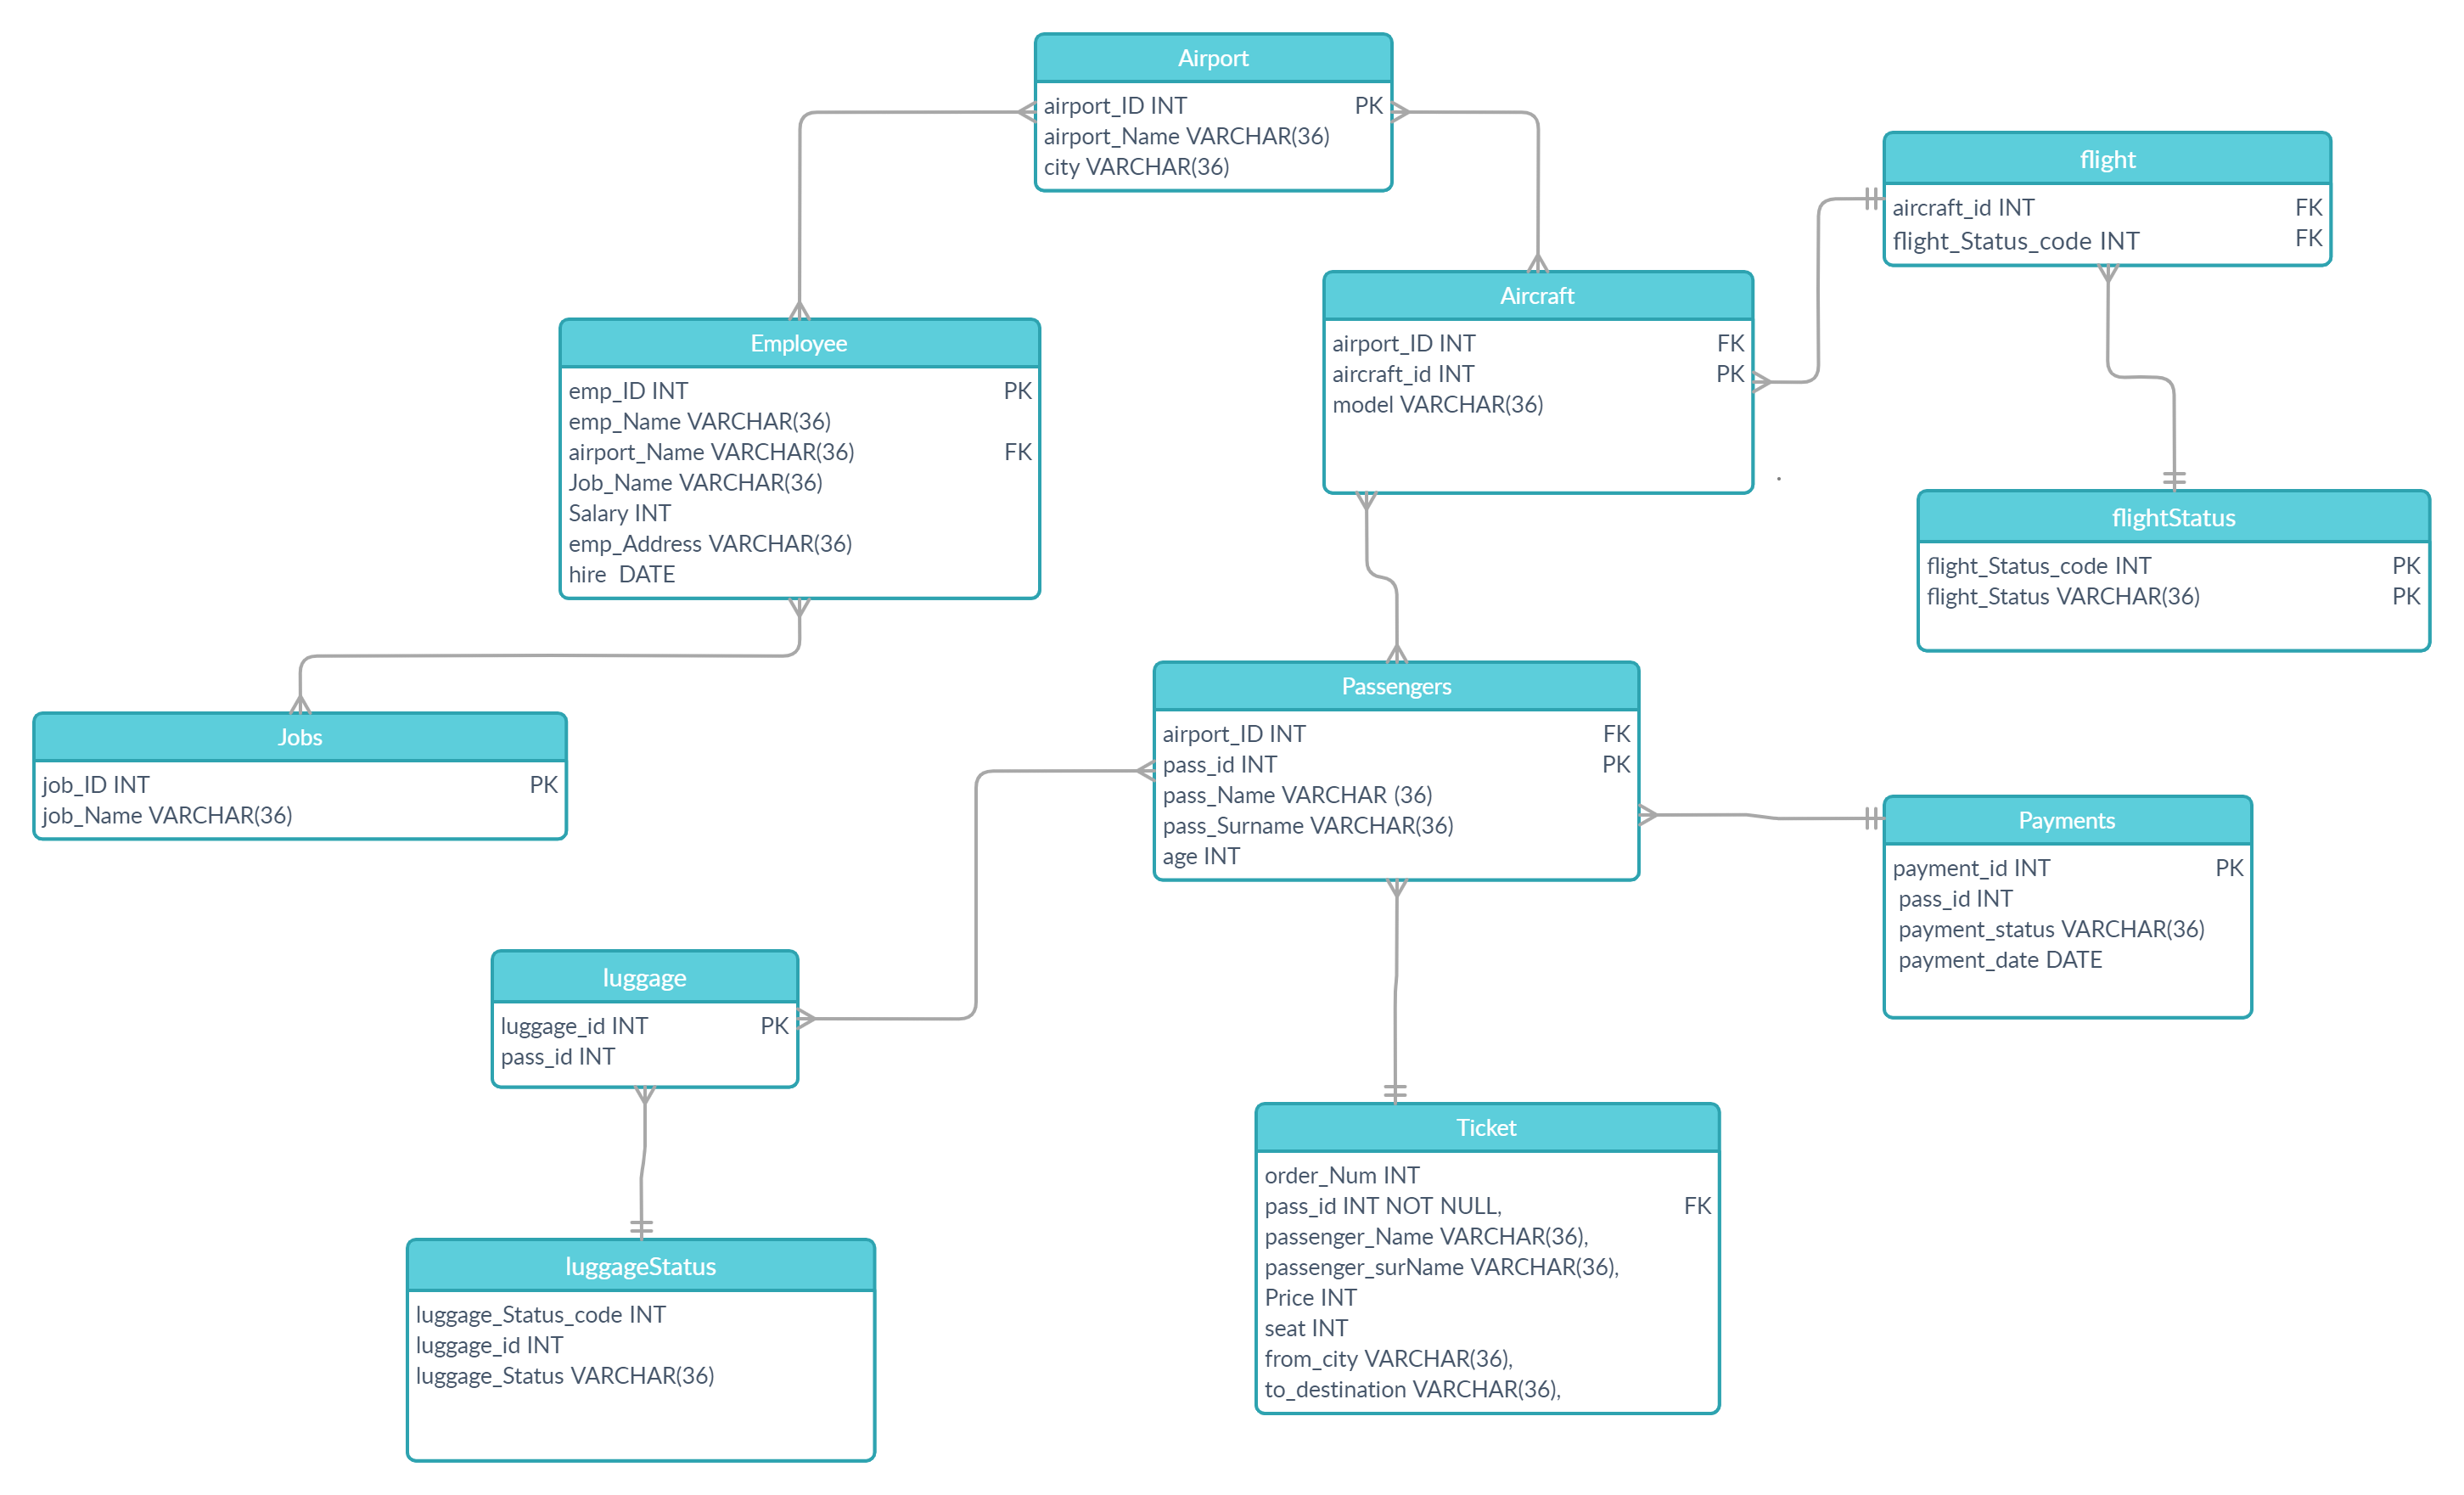 Airport
airport_ID INT PK
airport_Name VARCHAR(36)
city VARCHAR(36)
flight
aircraft_id INT FK
flight_Status_code INT FK
Aircraft
airport_ID INT FK
aircraft_id INT PK
model VARCHAR(36)
.
Employee
emp_ID INT PK
emp_Name VARCHAR(36)
airport_Name VARCHAR(36) FK
Job_Name VARCHAR(36)
Salary INT
emp_Address VARCHAR(36)
hire  DATE
flightStatus
flight_Status_code INT PK
flight_Status VARCHAR(36) PK
Jobs
job_ID INT PK
job_Name VARCHAR(36)
Passengers
airport_ID INT FK
pass_id INT PK
pass_Name VARCHAR (36)
pass_Surname VARCHAR(36)
age INT
Payments
payment_id INT PK
pass_id INT
payment_status VARCHAR(36)
payment_date DATE
luggage
luggage_id INT PK
pass_id INT
Ticket
order_Num INT
pass_id INT NOT NULL, FK
passenger_Name VARCHAR(36),
passenger_surName VARCHAR(36),
Price INT
seat INT
from_city VARCHAR(36),
to_destination VARCHAR(36),
luggageStatus
luggage_Status_code INT
luggage_id INT
luggage_Status VARCHAR(36)